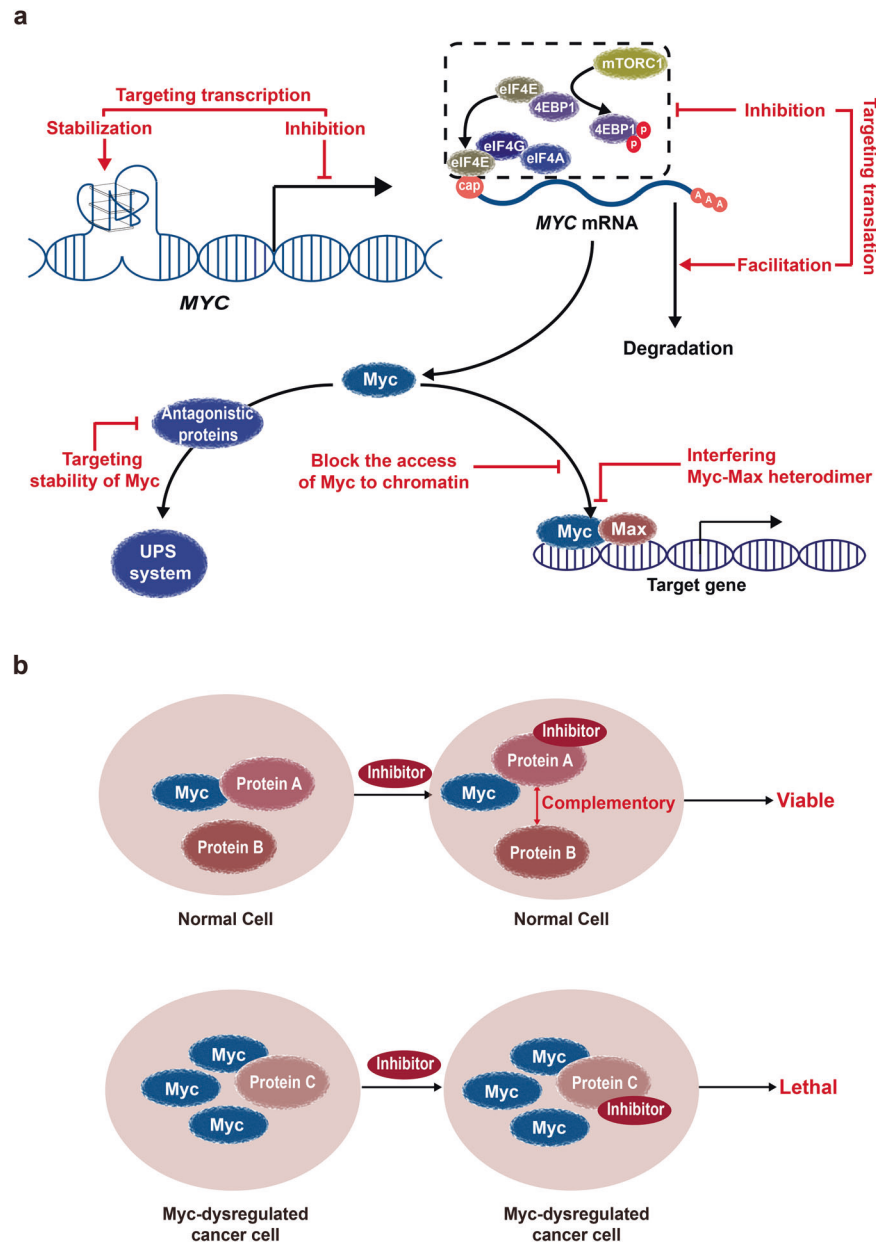 a
Targeting transcription
Stabilization
Inhibition
MYC
mTORC1
eIF4E
4EBP1
4EBP1
p
p
eIF4G
eIF4E
eIF4A
cap
A
A
A
MYC mRNA
Inhibition
Targeting translation
Facilitation
Degradation
Myc
Antagonistic
proteins
Targeting
stability of Myc
UPS
system
Block the access
of Myc to chromatin
Interfering
Myc-Max heterodimer
Myc
Max
Target gene
b
Myc
Protein A
Protein B
Normal Cell
Inhibitor
Inhibitor
Protein A
Myc
Complementory
Protein B
Normal Cell
Viable
Myc
Myc
Myc
Protein C
Myc-dysregulated
cancer cell
Inhibitor
Myc
Myc
Myc
Protein C
Inhibitor
Myc-dysregulated
cancer cell
Lethal